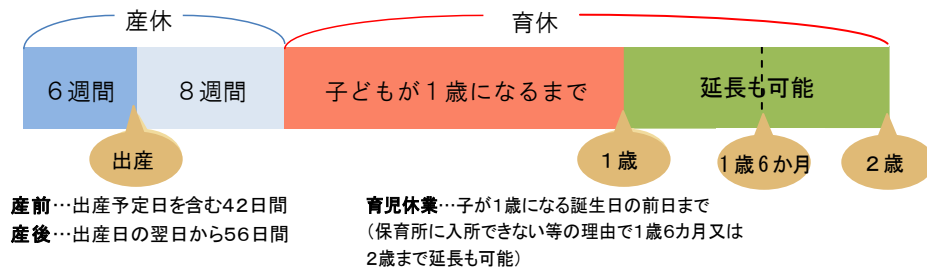 産休
育休
6週間
8週間
子どもが1歳になるまで
延長も可能
出産
1歳
1歳6か月
2歳
産前…出産予定日を含む42日間
産後…出産日の翌日から56日間
育児休業…子が1歳になる誕生日の前日まで
(保育所に入所できない等の理由で1歳6カ月又は
2歳まで延長も可能)